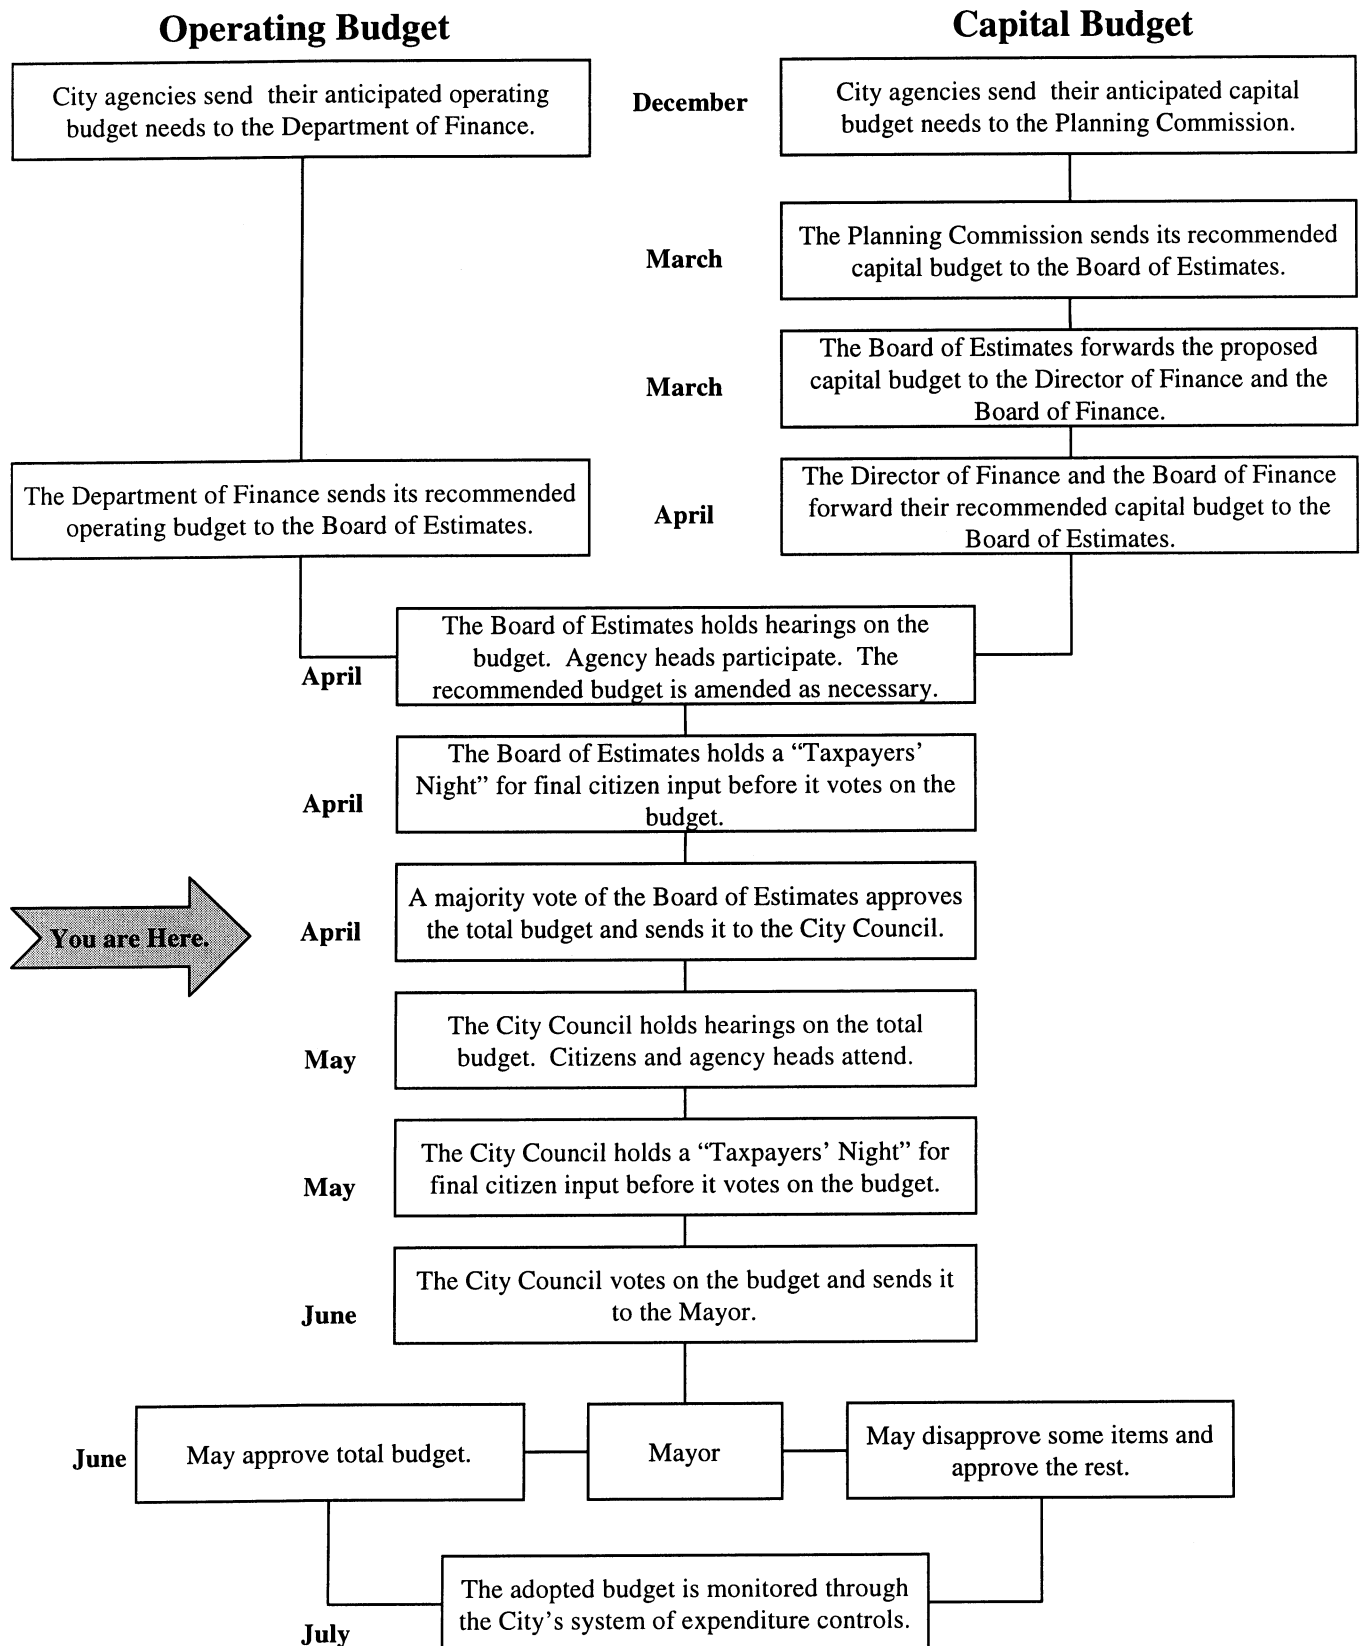 Operating Budget
Capital Budget
City agencies send their anticipated operating
budget needs to the Department of Finance.
December
City agencies send their anticipated capital
budget needs to the Planning Commission.
March
The Planning Commission sends its recommended
capital budget to the Board of Estimates.
March
The Board of Estimates forwards the proposed
capital budget to the Director of Finance and the
Board of Finance.
The Department of Finance sends its recommended
operating budget to the Board of Estimates.
April
The Director of Finance and the Board of Finance
forward their recommended capital budget to the
Board of Estimates.
April
The Board of Estimates holds hearings on the
budget. Agency heads participate. The
recommended budget is amended as necessary.
April
The Board of Estimates holds a “Taxpayers’
Night” for final citizen input before it votes on the
budget.
You are Here.
April
A majority vote of the Board of Estimates approves
the total budget and sends it to the City Council.
May
The City Council holds hearings on the total
budget. Citizens and agency heads attend.
May
The City Council holds a “Taxpayers’ Night” for
final citizen input before it votes on the budget.
June
The City Council votes on the budget and sends it
to the Mayor.
June
May approve total budget.
Mayor
May disapprove some items and
approve the rest.
July
The adopted budget is monitored through
the City’s system of expenditure controls.